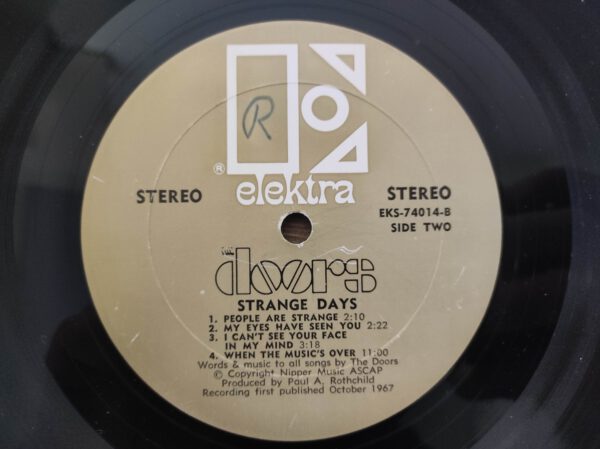 R
®
elektra
STEREO
STEREO
EKS-74014-B
SIDE TWO
THE
doors
STRANGE DAYS
1. PEOPLE ARE STRANGE 2:10
2. MY EYES HAVE SEEN YOU 2:22
3. I CAN'T SEE YOUR FACE
IN MY MIND 3:18
4. WHEN THE MUSIC'S OVER 11:00
Words & music to all songs by The Doors
© Copyright Nipper Music ASCAP
Produced by Paul A. Rothchild
Recording first published October 1967